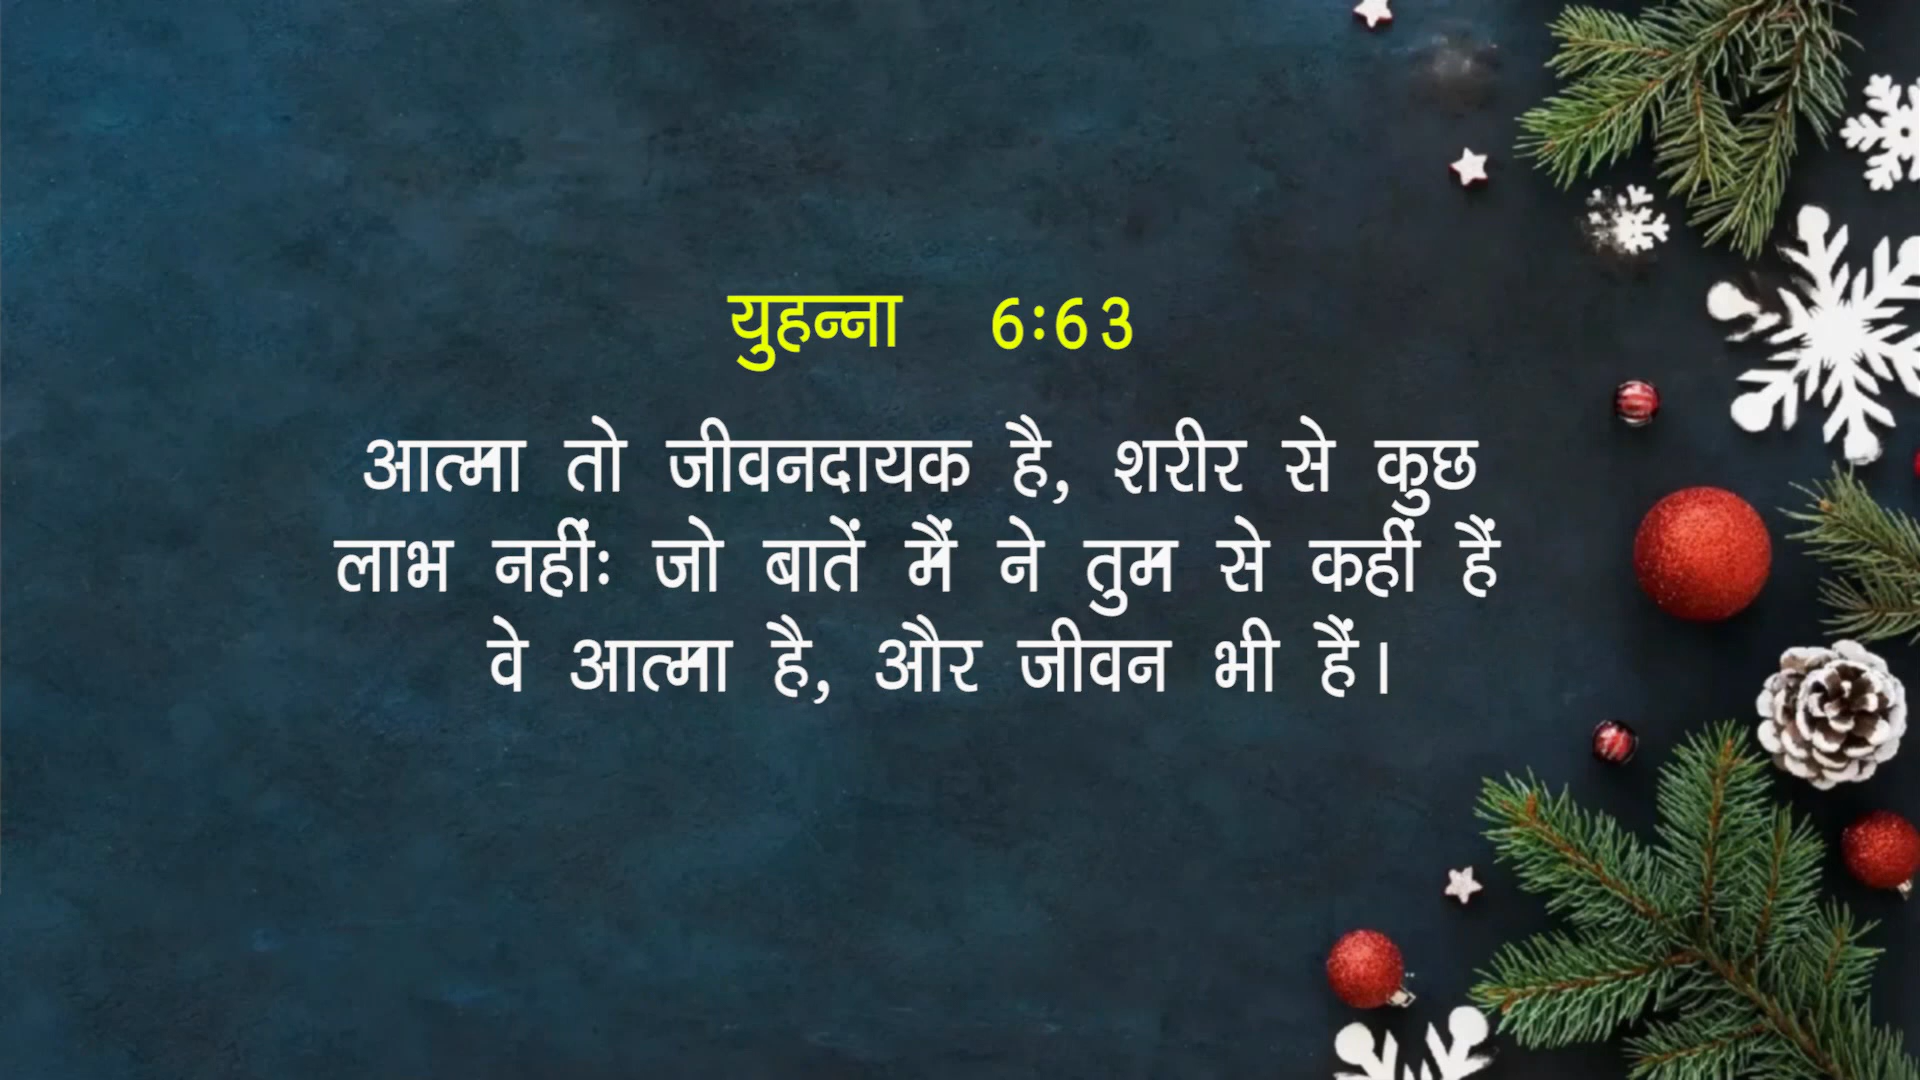 युहन्ना 6:63
आत्मा तो जीवनदायक है, शरीर से कुछ
लाभ नहींः जो बातें मैं ने तुम से कहीं हैं
वे आत्मा है, और जीवन भी हैं।